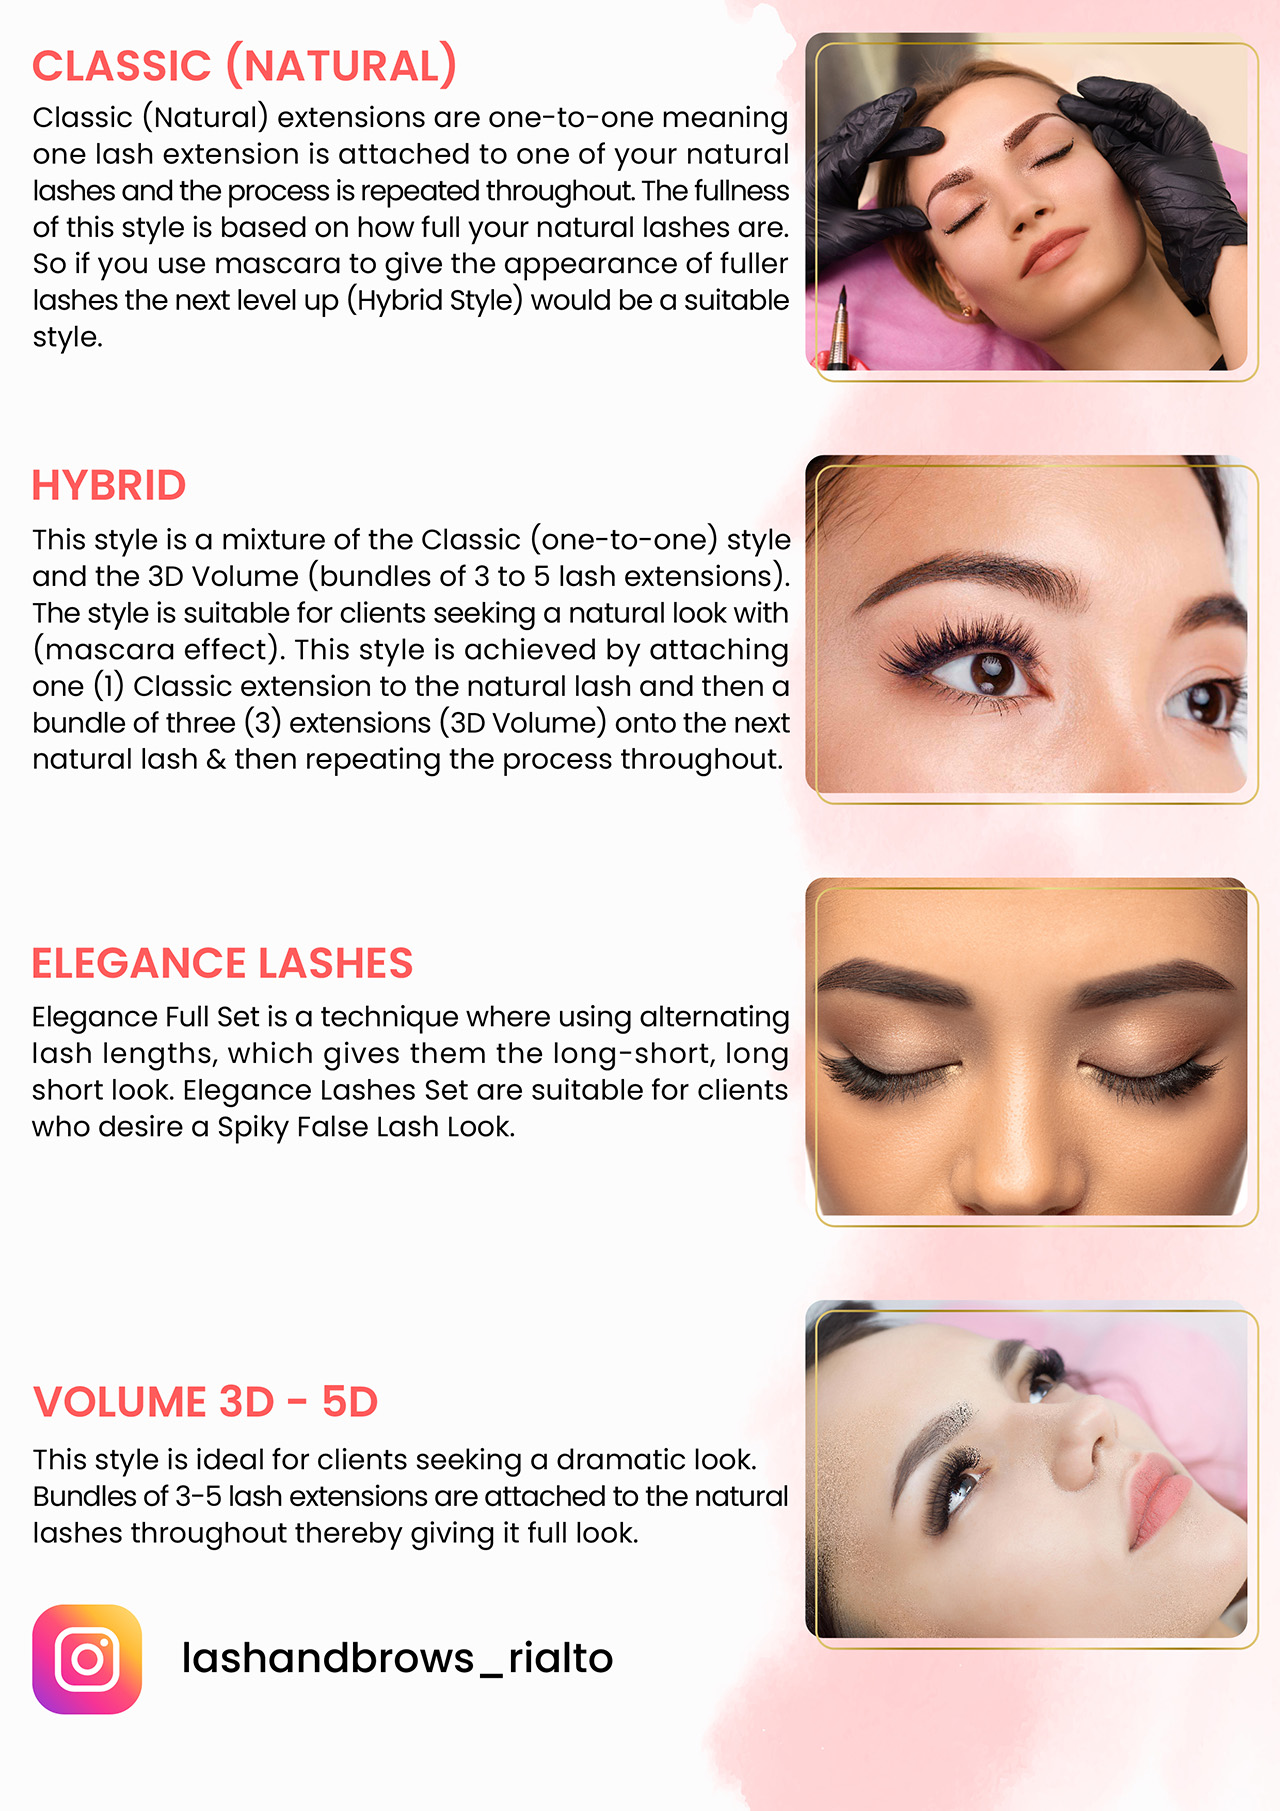 CLASSIC (NATURAL)
Classic (Natural) extensions are one-to-one meaning
one lash extension is attached to one of your natural
lashes and the process is repeated throughout. The fullness
of this style is based on how full your natural lashes are.
So if you use mascara to give the appearance of fuller
lashes the next level up (Hybrid Style) would be a suitable
style.
HYBRID
This style is a mixture of the Classic (one-to-one) style
and the 3D Volume (bundles of 3 to 5 lash extensions).
The style is suitable for clients seeking a natural look with
(mascara effect). This style is achieved by attaching
one (1) Classic extension to the natural lash and then a
bundle of three (3) extensions (3D Volume) onto the next
natural lash & then repeating the process throughout.
ELEGANCE LASHES
Elegance Full Set is a technique where using alternating
lash lengths, which gives them the long-short, long
short look. Elegance Lashes Set are suitable for clients
who desire a Spiky False Lash Look.
VOLUME 3D - 5D
This style is ideal for clients seeking a dramatic look.
Bundles of 3-5 lash extensions are attached to the natural
lashes throughout thereby giving it full look.
lashandbrows_rialto